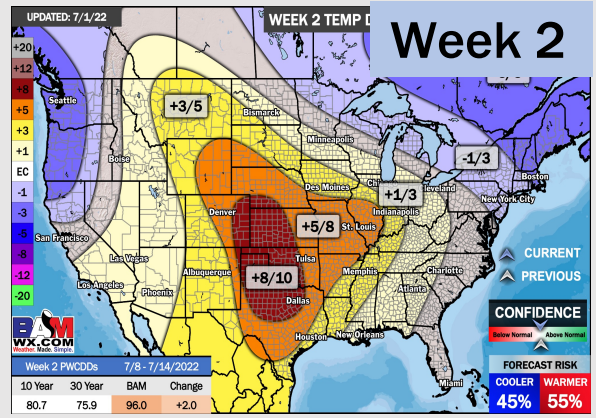 UPDATED: 7/1/22
WEEK 2 TEMP D
Week 2
+20
+12
+8
+5
+3
+1
EC
-1
-3
-5
-8
-12
-20
Seattle
+3/5
Bismarck
Minneapolis
Boise
-1/3
Boston
Des Moines
+1/3
eveland
New York City
Denver
Indianapolis
+5/8
St. Louis
San Francisco
Las Vegas
Tulsa
+8/10
Albuquerque
Memphis
Charlotte
Los Angeles
Phoenix
Dallas
Atlanta
Houston
New Orleans
Miami
CURRENT
PREVIOUS
CONFIDENCE
Below Normal
Above Normal
BAM
WX.COM
Weather. Made. Simple.
Week 2 PWCDDs 7/8 - 7/14/2022
10 Year 30 Year BAM Change
80.7 75.9 96.0 +2.0
FORECAST RISK
COOLER WARMER
45% 55%